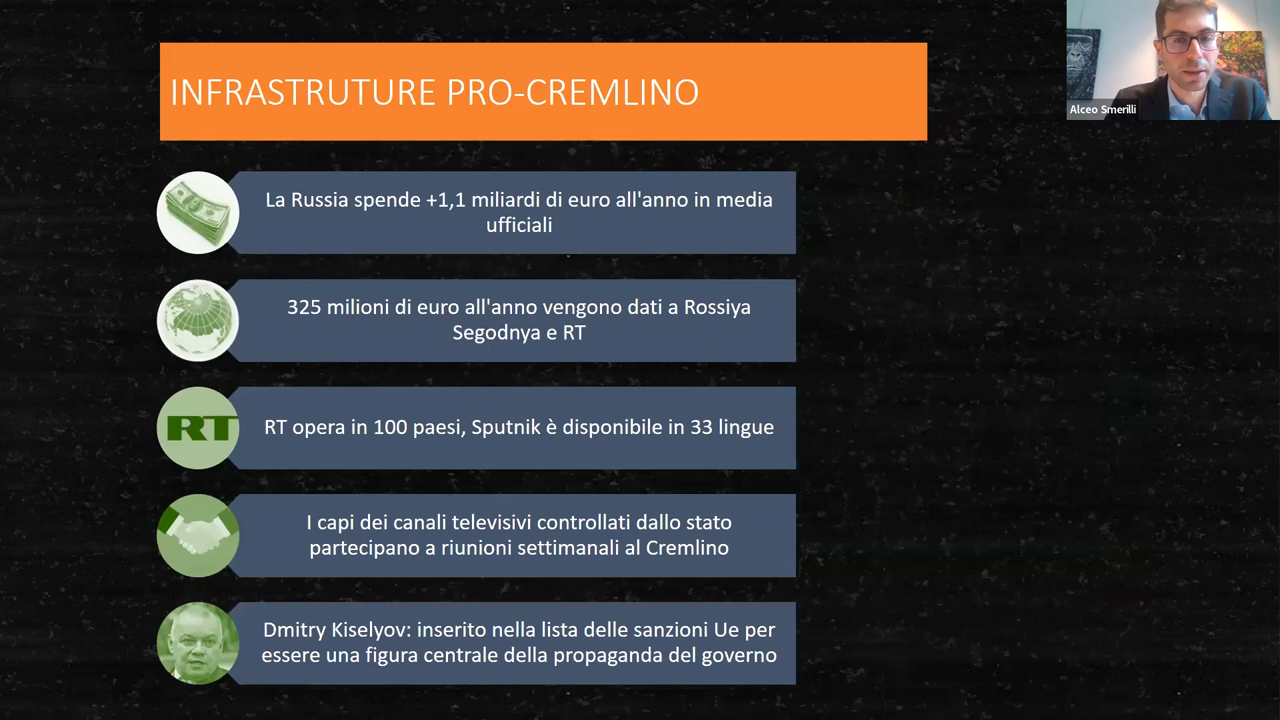 INFRASTRUTURE PRO-CREMLINO
Alceo Smerilli
La Russia spende +1,1 miliardi di euro all'anno in media
ufficiali
325 milioni di euro all'anno vengono dati a Rossiya
Segodnya e RT
RT
RT opera in 100 paesi, Sputnik è disponibile in 33 lingue
I capi dei canali televisivi controllati dallo stato
partecipano a riunioni settimanali al Cremlino
Dmitry Kiselyov: inserito nella lista delle sanzioni Ue per
essere una figura centrale della propaganda del governo